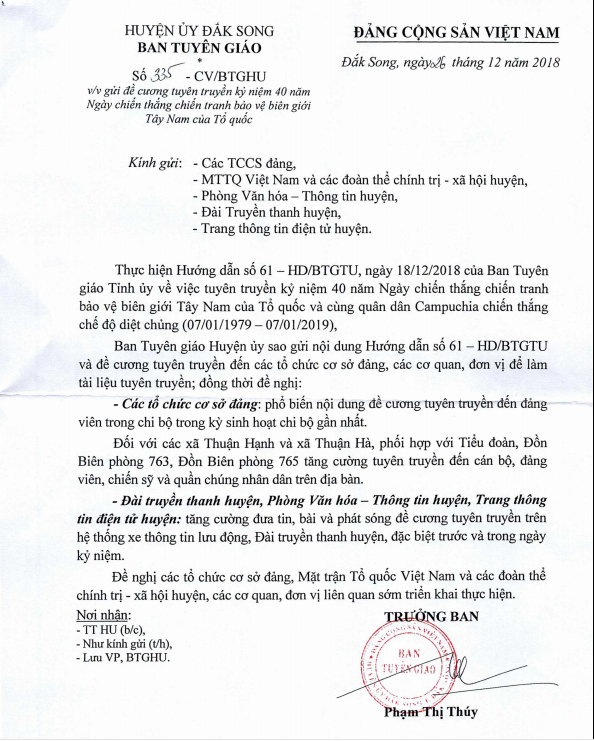 HUYỆN ỦY ĐẮK SONG
BAN TUYÊN GIÁO
*
Số 335 - CV/BTGHU
v/v gửi đề cương tuyên truyền kỷ niệm 40 năm
Ngày chiến thắng chiến tranh bảo vệ biên giới
Tây Nam của Tổ quốc
ĐẢNG CỘNG SẢN VIỆT NAM
Đắk Song, ngày 26 tháng 12 năm 2018
Kính gửi: - Các TCCS đảng,
- MTTQ Việt Nam và các đoàn thể chính trị - xã hội huyện,
- Phòng Văn hóa – Thông tin huyện,
- Đài Truyền thanh huyện,
- Trang thông tin điện tử huyện.
Thực hiện Hướng dẫn số 61 – HD/BTGTU, ngày 18/12/2018 của Ban Tuyên
giáo Tỉnh ủy về việc tuyên truyền kỷ niệm 40 năm Ngày chiến thắng chiến tranh
bảo vệ biên giới Tây Nam của Tổ quốc và cùng quân dân Campuchia chiến thắng
chế độ diệt chủng (07/01/1979 – 07/01/2019),
Ban Tuyên giáo Huyện ủy sao gửi nội dung Hướng dẫn số 61 – HD/BTGTU
và đề cương tuyên truyền đến các tổ chức cơ sở đảng, các cơ quan, đơn vị để làm
tài liệu tuyên truyền; đồng thời đề nghị:
- Các tổ chức cơ sở đảng: phổ biến nội dung đề cương tuyên truyền đến đảng
viên trong chi bộ trong kỳ sinh hoạt chi bộ gần nhất.
Đối với các xã Thuận Hạnh và xã Thuận Hà, phối hợp với Tiểu đoàn, Đồn
Biên phòng 763, Đồn Biên phòng 765 tăng cường tuyên truyền đến cán bộ, đảng
viên, chiến sỹ và quần chúng nhân dân trên địa bàn.
- Đài truyền thanh huyện, Phòng Văn hóa – Thông tin huyện, Trang thông
tin điện tử huyện: tăng cường đưa tin, bài và phát sóng đề cương tuyên truyền trên
hệ thống xe thông tin lưu động, Đài truyền thanh huyện, đặc biệt trước và trong ngày
kỷ niệm.
Đề nghị các tổ chức cơ sở đảng, Mặt trận Tổ quốc Việt Nam và các đoàn thể
chính trị - xã hội huyện, các cơ quan, đơn vị liên quan sớm triển khai thực hiện.
Nơi nhận:
- TT HU (b/c),
- Như kính gửi (t/h),
- Lưu VP, BTGHU.
TRƯỞNG BAN
ĐẢNG CỘNG SẢN VIỆT NAM
BAN
TUYÊN GIÁO
Phạm Thị Thúy